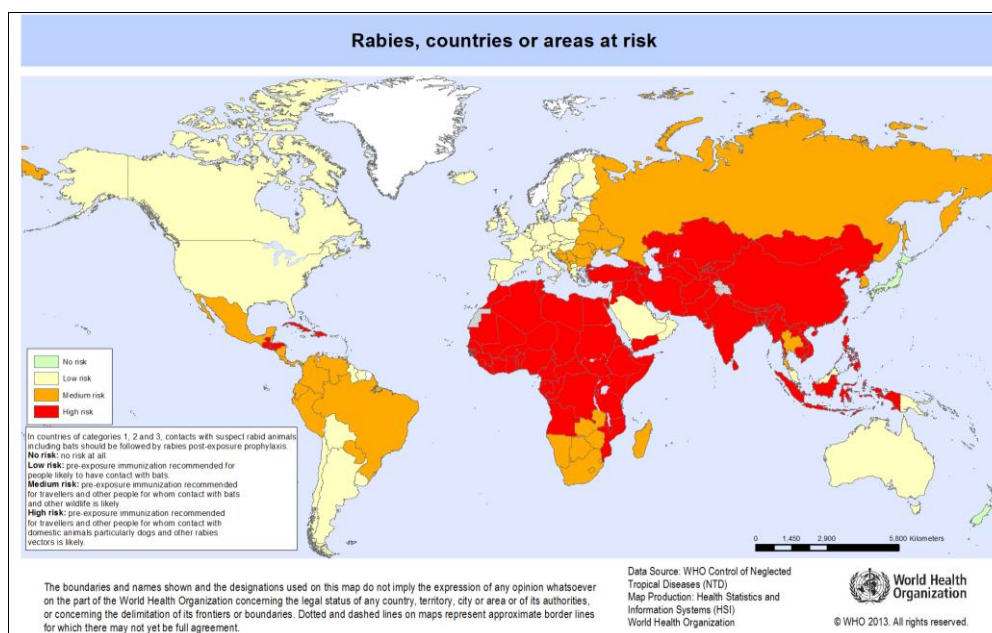 Rabies, countries or areas at risk
No risk
Low risk
Medium risk
High risk
In countries of categories 1, 2 and 3, contacts with suspect rabid animals
including bats should be followed by rabies post-exposure prophylaxis.
No risk: no risk at all.
Low risk: pre-exposure immunization recommended for
people likely to have contact with bats.
Medium risk: pre-exposure immunization recommended
for travellers and other people for whom contact with bats
and other wildlife is likely.
High risk: pre-exposure immunization recommended
for travellers and other people for whom contact with
domestic animals particularly dogs and other rabies
vectors is likely.
0 1,450 2,900 5,800 Kilometers
The boundaries and names shown and the designations used on this map do not imply the expression of any opinion whatsoever
on the part of the World Health Organization concerning the legal status of any country, territory, city or area or of its authorities,
or concerning the delimitation of its frontiers or boundaries. Dotted and dashed lines on maps represent approximate border lines
for which there may not yet be full agreement.
Data Source: WHO Control of Neglected
Tropical Diseases (NTD)
Map Production: Health Statistics and
Information Systems (HSI)
World Health Organization
World Health
Organization
© WHO 2013. All rights reserved.